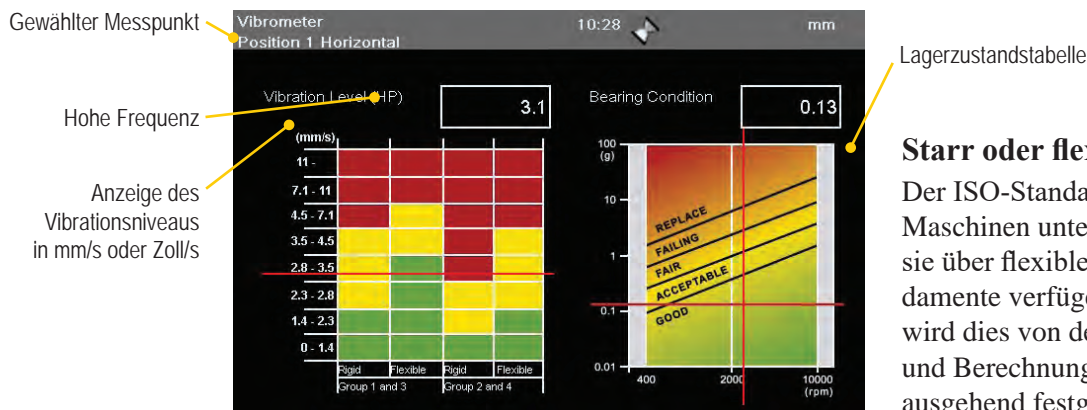 Gewählter Messpunkt
Hohe Frequenz
Anzeige des
Vibrationsniveaus
in mm/s oder Zoll/s
Vibrometer
10:28
mm
Position 1 Horizontal
Vibration Level (HP)
3.1
(mm/s)
11 -
7.1 - 11
4.5 - 7.1
3.5 - 4.5
2.8 - 3.5
2.3 - 2.8
1.4 - 2.3
0 - 1.4
Rigid Flexible Rigid Flexible
Group 1 and 3 Group 2 and 4
Bearing Condition
0.13
100
(g)
10
1
0.1
0.01
REPLACE
FAILING
FAIR
ACCEPTABLE
GOOD
400 2000 10000
(rpm)
Lagerzustandstabelle
Starr oder
Der ISO-Standa
Maschinen unte
sie über flexible
damente verfüge
wird dies von de
und Berechnung
ausgehend festg